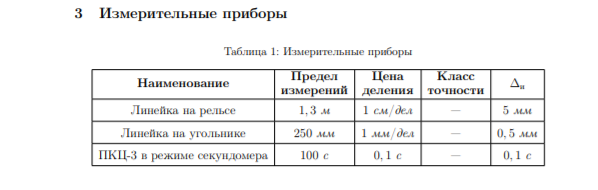 3 Измерительные приборы
Таблица 1: Измерительные приборы
Наименование Предел измерений Цена деления Класс точности Δи
Линейка на рельсе 1,3 м 1 см/дел — 5 мм
Линейка на угольнике 250 мм 1 мм/дел — 0,5 мм
ПКЦ-3 в режиме секундомера 100 с 0,1 с — 0,1 с